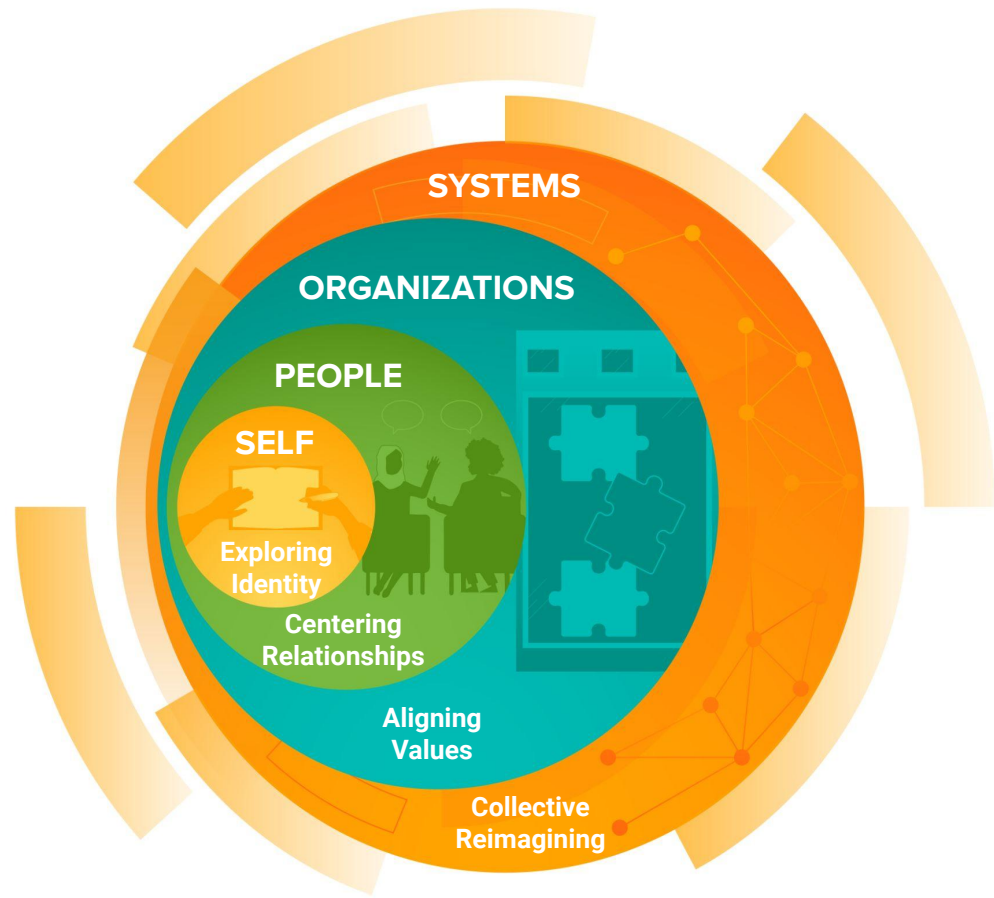 SYSTEMS
ORGANIZATIONS
PEOPLE
SELF
Exploring
Identity
Centering
Relationships
Aligning
Values
Collective
Reimagining